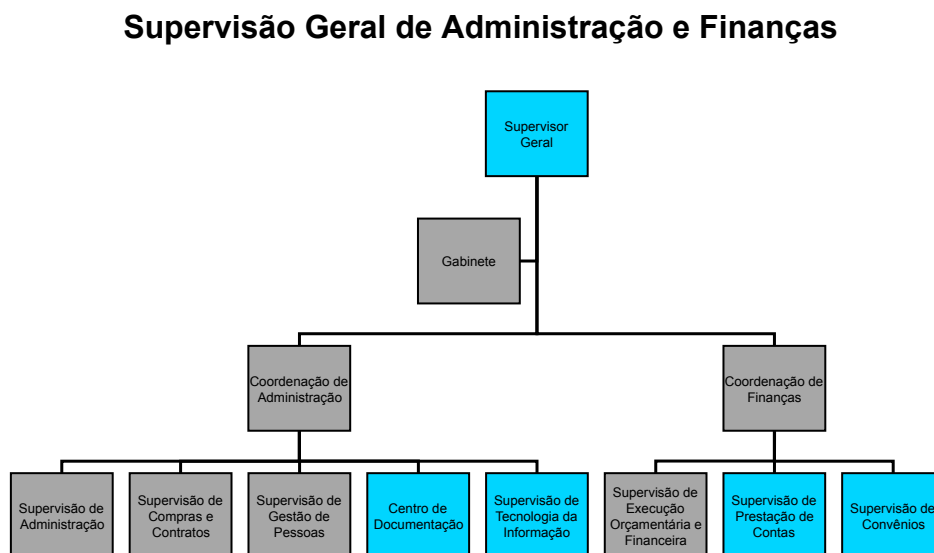 Supervisão Geral de Administração e Finanças
Supervisor
Geral
Gabinete
Coordenação de
Administração
Coordenação de
Finanças
Supervisão de
Administração
Supervisão de
Compras e
Contratos
Supervisão de
Gestão de
Pessoas
Centro de
Documentação
Supervisão de
Tecnologia da
Informação
Supervisão de
Execução
Orçamentária e
Financeira
Supervisão de
Prestação de
Contas
Supervisão de
Convênios